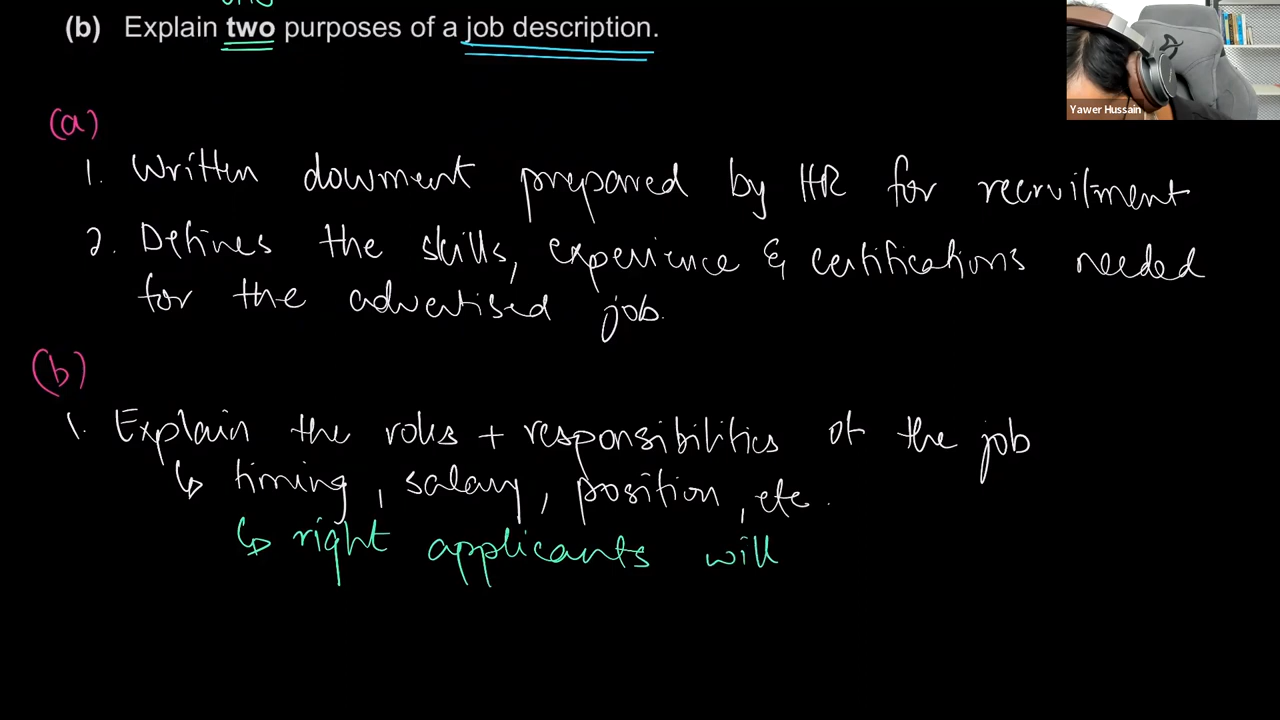 (b) Explain two purposes of a job description.
Yawer Hussain
(a)
1. Written document prepared by HR for recruitment
2. Defines the skills, experience & certifications needed
for the advertised job.
(b)
1. Explain the roles + responsibilities of the job
↳ timing, salary, position, etc.
↳ right applicants will